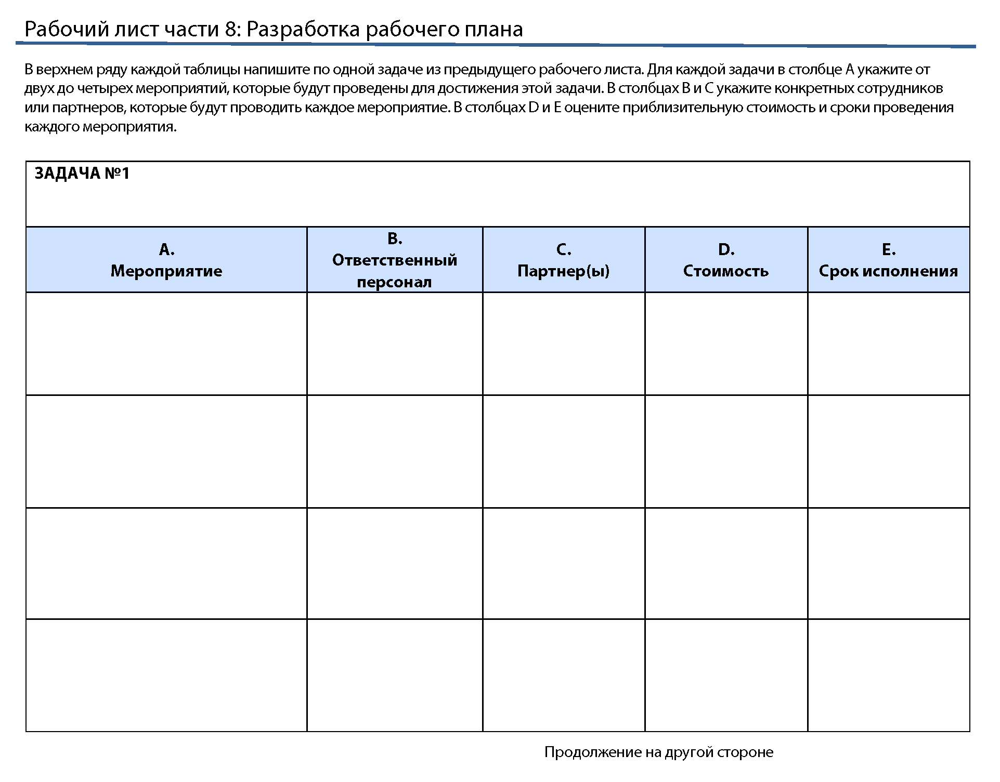 Рабочий лист части 8: Разработка рабочего плана
В верхнем ряду каждой таблицы напишите по одной задаче из предыдущего рабочего листа. Для каждой задачи в столбце А укажите от
двух до четырех мероприятий, которые будут проведены для достижения этой задачи. В столбцах В и С укажите конкретных сотрудников
или партнеров, которые будут проводить каждое мероприятие. В столбцах D и E оцените приблизительную стоимость и сроки проведения
каждого мероприятия.
ЗАДАЧА №1
A.
Мероприятие
B.
Ответственный
персонал
C.
Партнер(ы)
D.
Стоимость
E.
Срок исполнения
Продолжение на другой стороне